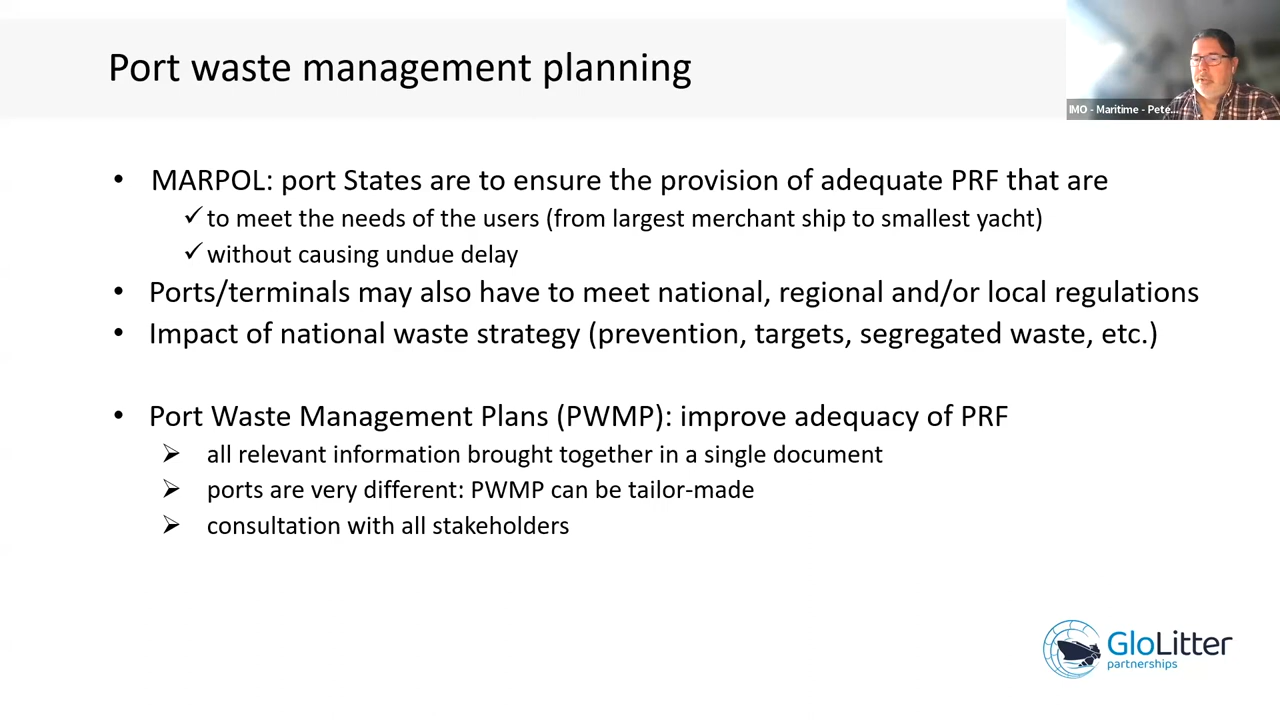 Port waste management planning
IMO - Maritime - Pete...
• MARPOL: port States are to ensure the provision of adequate PRF that are
✓ to meet the needs of the users (from largest merchant ship to smallest yacht)
✓ without causing undue delay
• Ports/terminals may also have to meet national, regional and/or local regulations
• Impact of national waste strategy (prevention, targets, segregated waste, etc.)
• Port Waste Management Plans (PWMP): improve adequacy of PRF
➢ all relevant information brought together in a single document
➢ ports are very different: PWMP can be tailor-made
➢ consultation with all stakeholders
GloLitter
partnerships